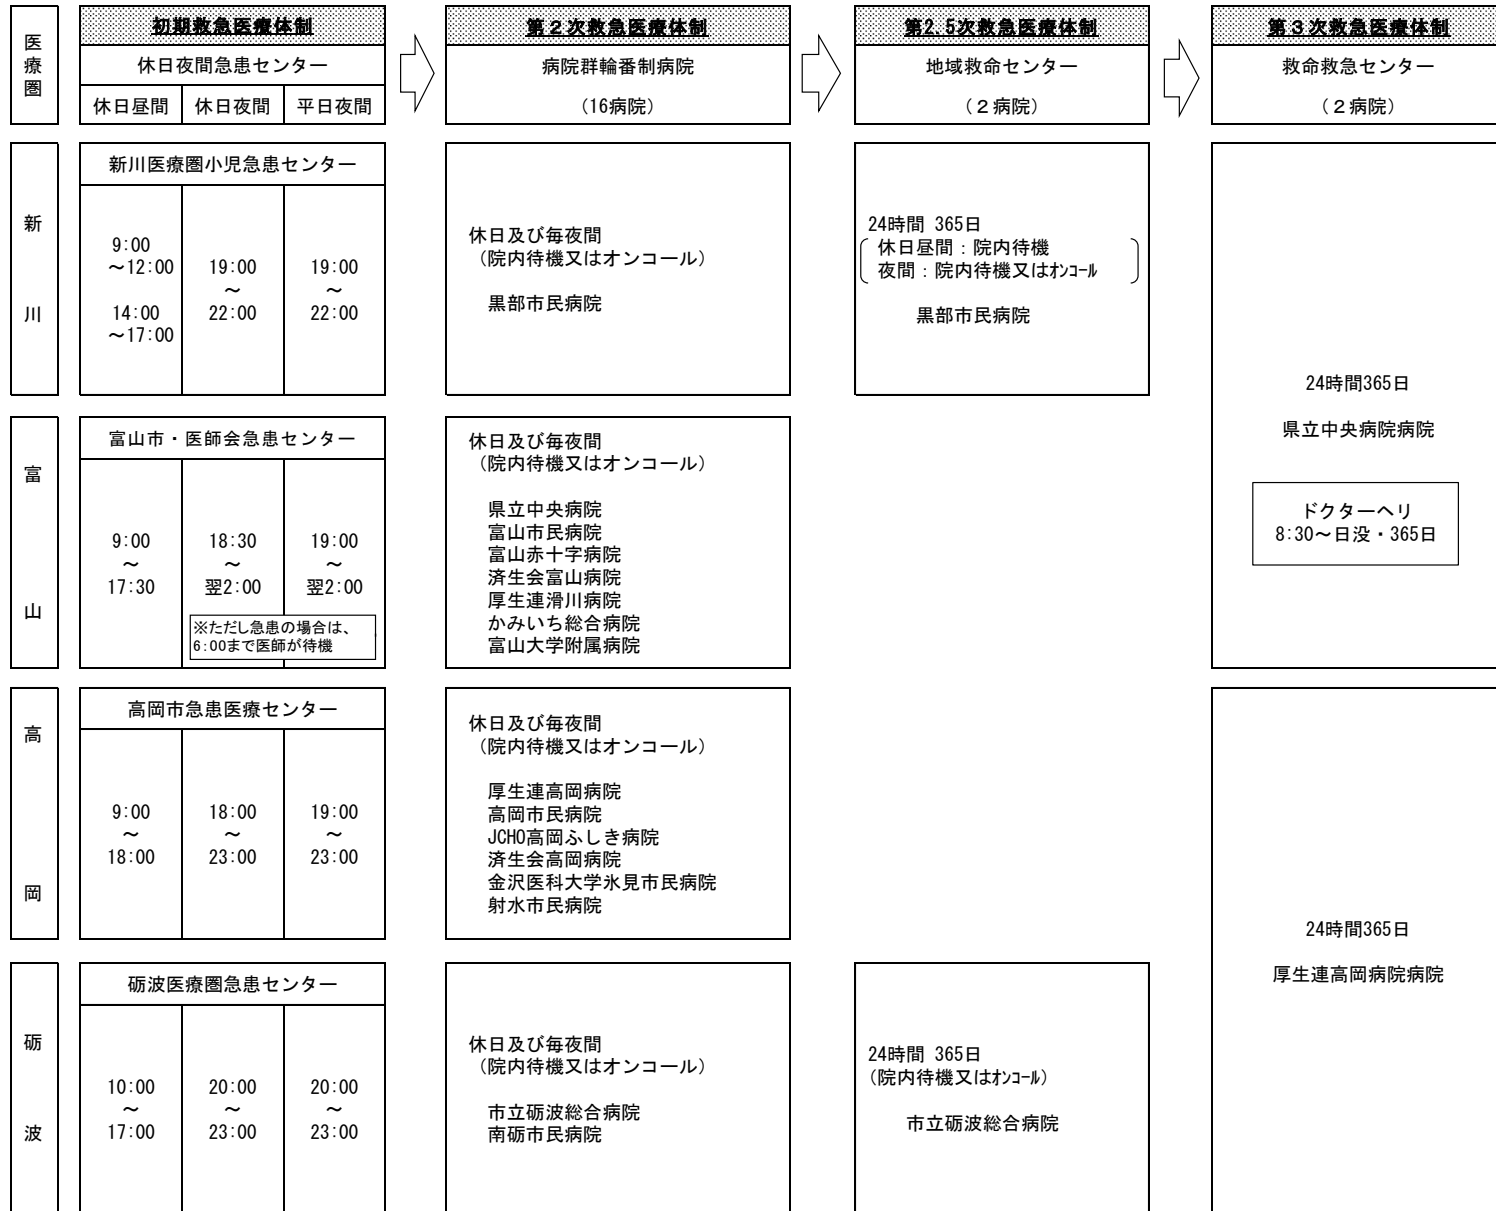 医療圏
初期救急医療体制
休日夜間急患センター
休日昼間 休日夜間 平日夜間
第２次救急医療体制
病院群輪番制病院
（16病院）
第2.5次救急医療体制
地域救命センター
（２病院）
第３次救急医療体制
救命救急センター
（２病院）
新川
新川医療圏小児急患センター
9:00
～12:00
14:00
～17:00
19:00
～
22:00
19:00
～
22:00
休日及び毎夜間
（院内待機又はオンコール）
黒部市民病院
24時間 365日
休日昼間：院内待機
夜間：院内待機又はオンコール
黒部市民病院
24時間365日
県立中央病院病院
ドクターヘリ
8:30～日没・365日
富山
富山市・医師会急患センター
9:00
～
17:30
18:30
～
翌2:00
19:00
～
翌2:00
※ただし急患の場合は、
6:00まで医師が待機
休日及び毎夜間
（院内待機又はオンコール）
県立中央病院
富山市民病院
富山赤十字病院
済生会富山病院
厚生連滑川病院
かみいち総合病院
富山大学附属病院
高岡
高岡市急患医療センター
9:00
～
18:00
18:00
～
23:00
19:00
～
23:00
休日及び毎夜間
（院内待機又はオンコール）
厚生連高岡病院
高岡市民病院
JCHO高岡ふしき病院
済生会高岡病院
金沢医科大学氷見市民病院
射水市民病院
24時間365日
厚生連高岡病院病院
砺波
砺波医療圏急患センター
10:00
～
17:00
20:00
～
23:00
20:00
～
23:00
休日及び毎夜間
（院内待機又はオンコール）
市立砺波総合病院
南砺市民病院
24時間 365日
（院内待機又はオンコール）
市立砺波総合病院